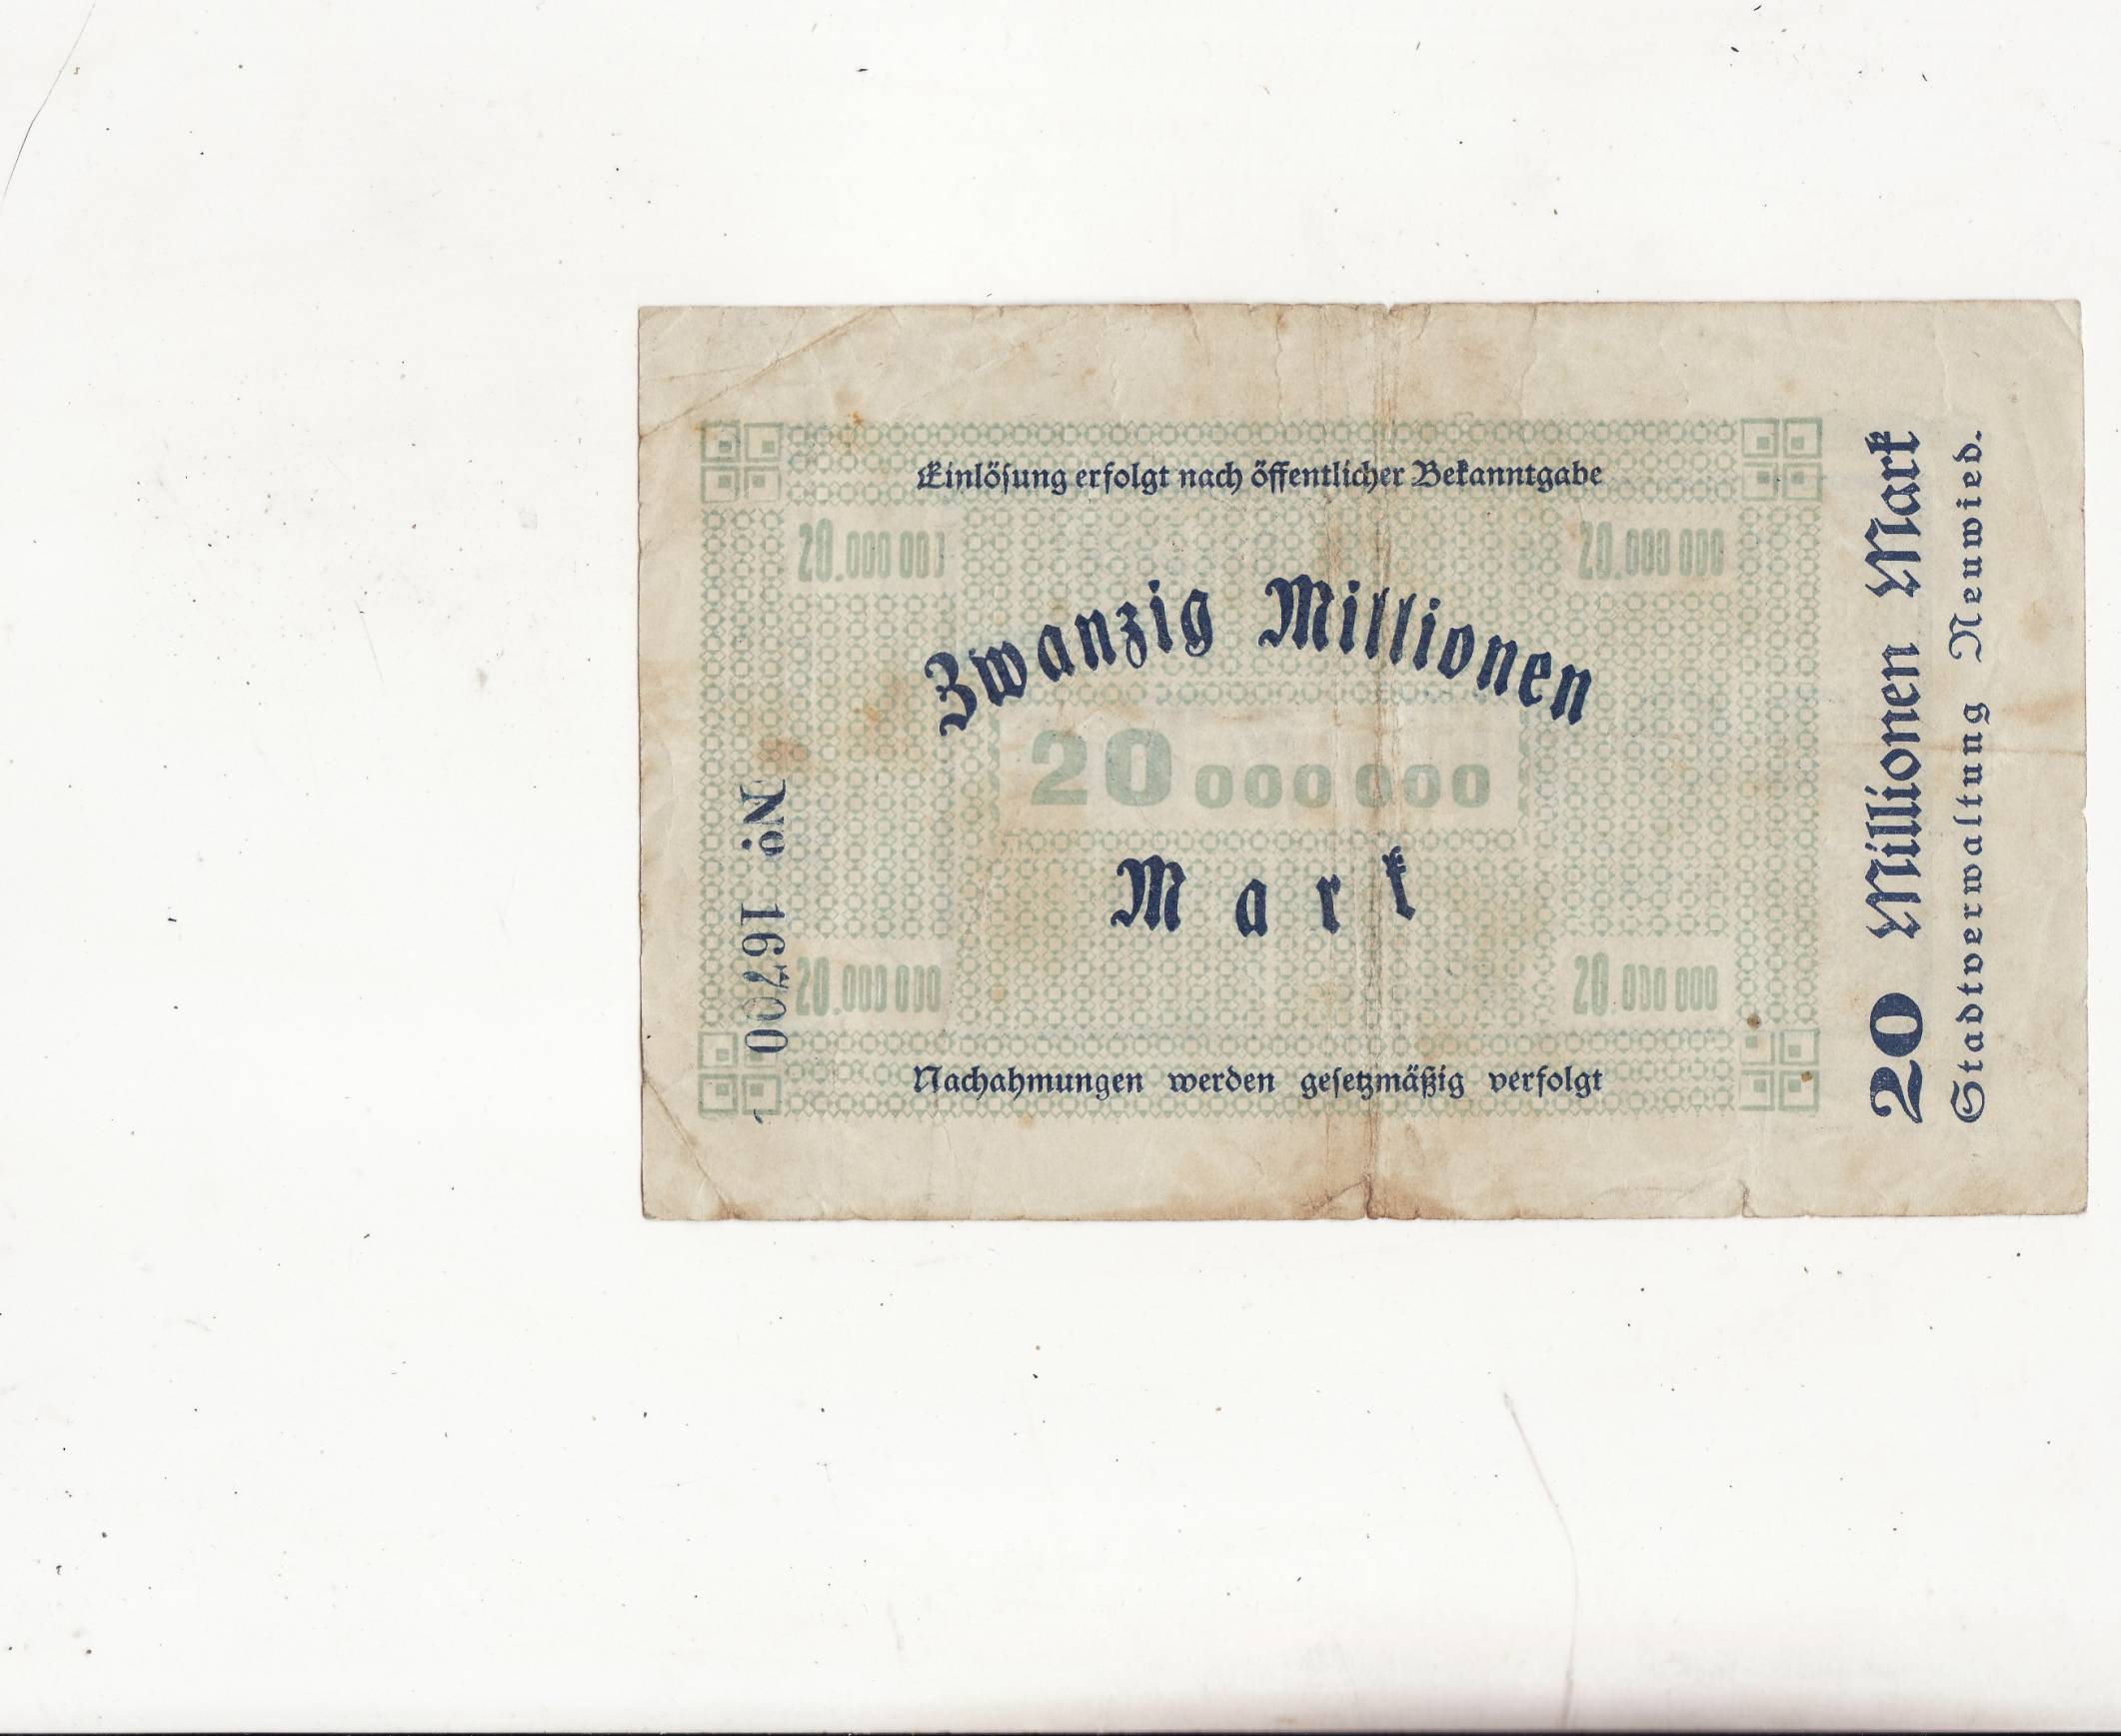 Einlösung erfolgt nach öffentlicher Bekanntgabe
20.000 000
20.000 000
Zwanzig Millionen
20 000 000
Mark
20.000 000
20.000 000
Nachahmungen werden gesetzmäßig verfolgt
20 Millionen Mark
Stadtverwaltung Neuwied.
№ 16700